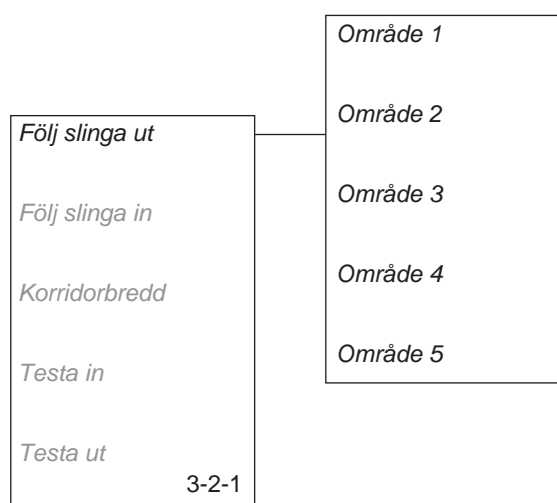 Följ slinga ut
Följ slinga in
Korridorbredd
Testa in
Testa ut
3-2-1
Område 1
Område 2
Område 3
Område 4
Område 5